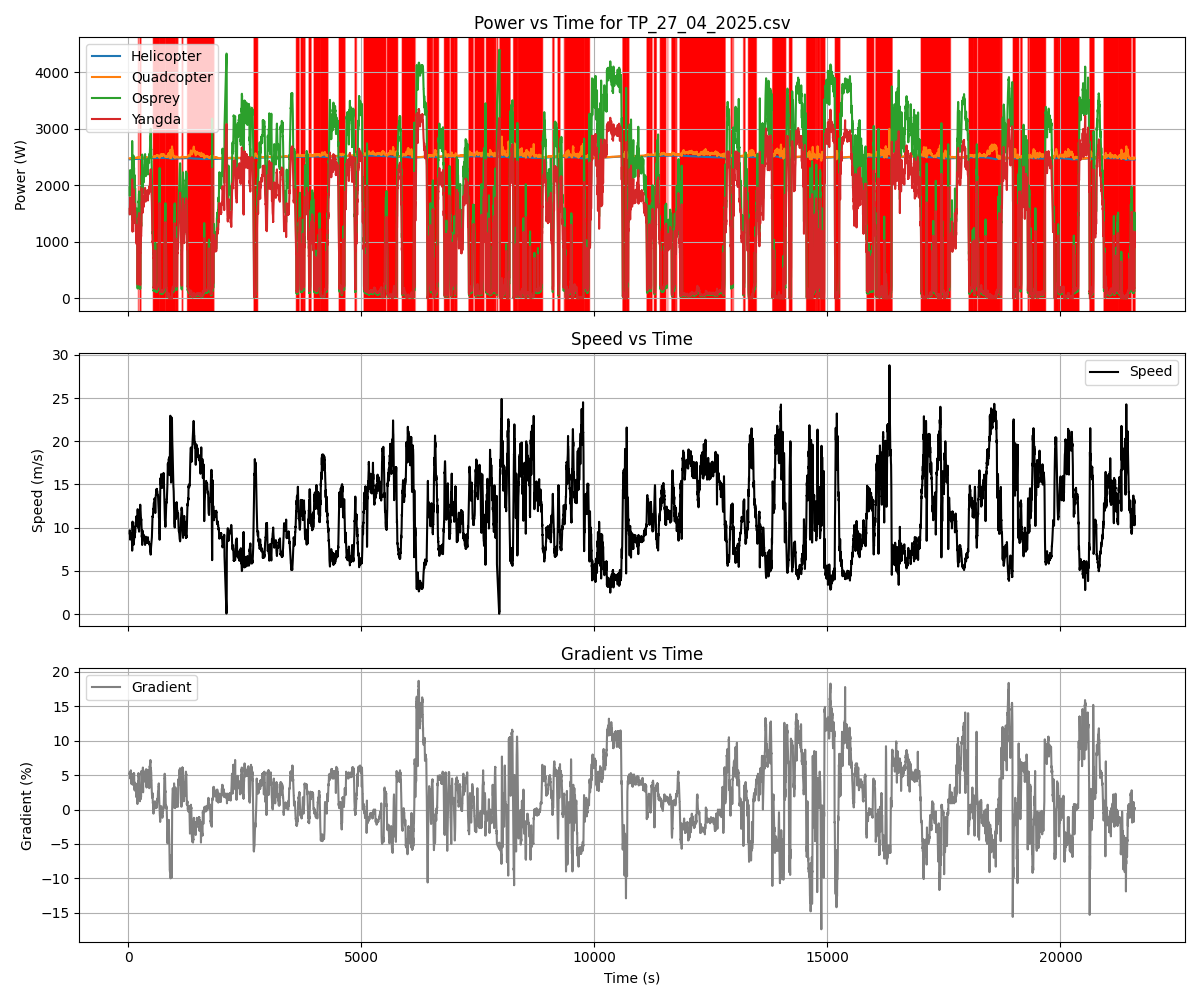 Power vs Time for TP_27_04_2025.csv
Power (W)
4000
3000
2000
1000
0
Helicopter
Quadcopter
Osprey
Yangda
Speed vs Time
Speed (m/s)
30
25
20
15
10
5
0
Speed
Gradient vs Time
Gradient (%)
20
15
10
5
0
−5
−10
−15
Gradient
0
5000
10000
15000
20000
Time (s)